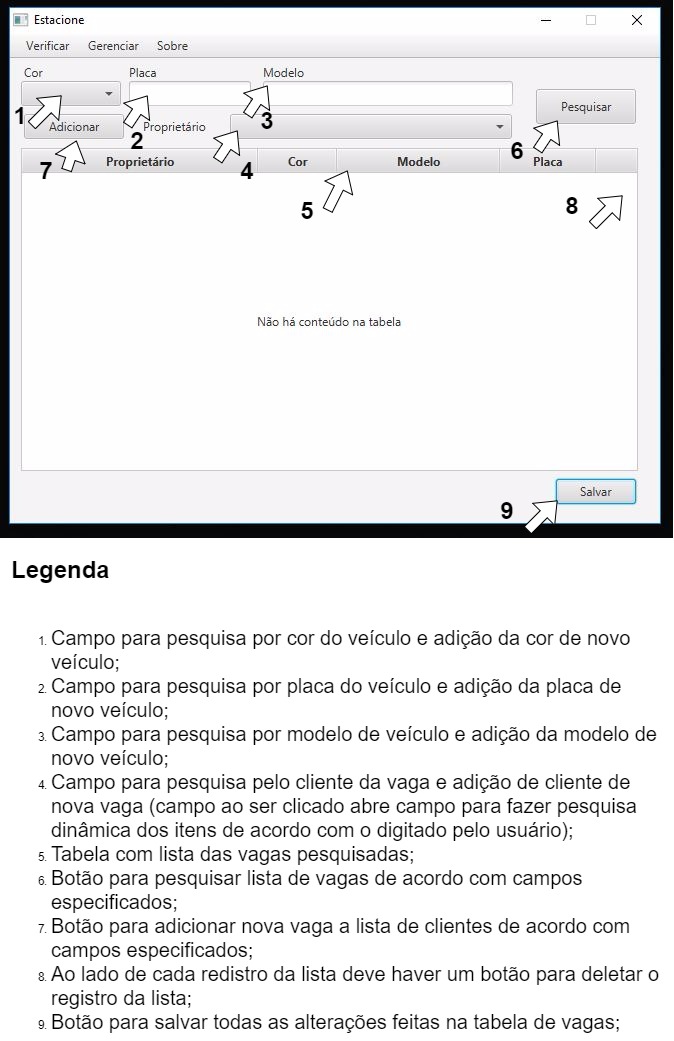 Estacione
Verificar Gerenciar Sobre
Cor Placa Modelo
1 2 3
Pesquisar
Adicionar Proprietário
7 4 6
Proprietário Cor Modelo Placa
5 8
Não há conteúdo na tabela
Salvar
9
Legenda
1. Campo para pesquisa por cor do veículo e adição da cor de novo
veículo;
2. Campo para pesquisa por placa do veículo e adição da placa de
novo veículo;
3. Campo para pesquisa por modelo de veículo e adição da modelo de
novo veículo;
4. Campo para pesquisa pelo cliente da vaga e adição de cliente de
nova vaga (campo ao ser clicado abre campo para fazer pesquisa
dinâmica dos itens de acordo com o digitado pelo usuário);
5. Tabela com lista das vagas pesquisadas;
6. Botão para pesquisar lista de vagas de acordo com campos
especificados;
7. Botão para adicionar nova vaga a lista de clientes de acordo com
campos especificados;
8. Ao lado de cada redistro da lista deve haver um botão para deletar o
registro da lista;
9. Botão para salvar todas as alterações feitas na tabela de vagas;